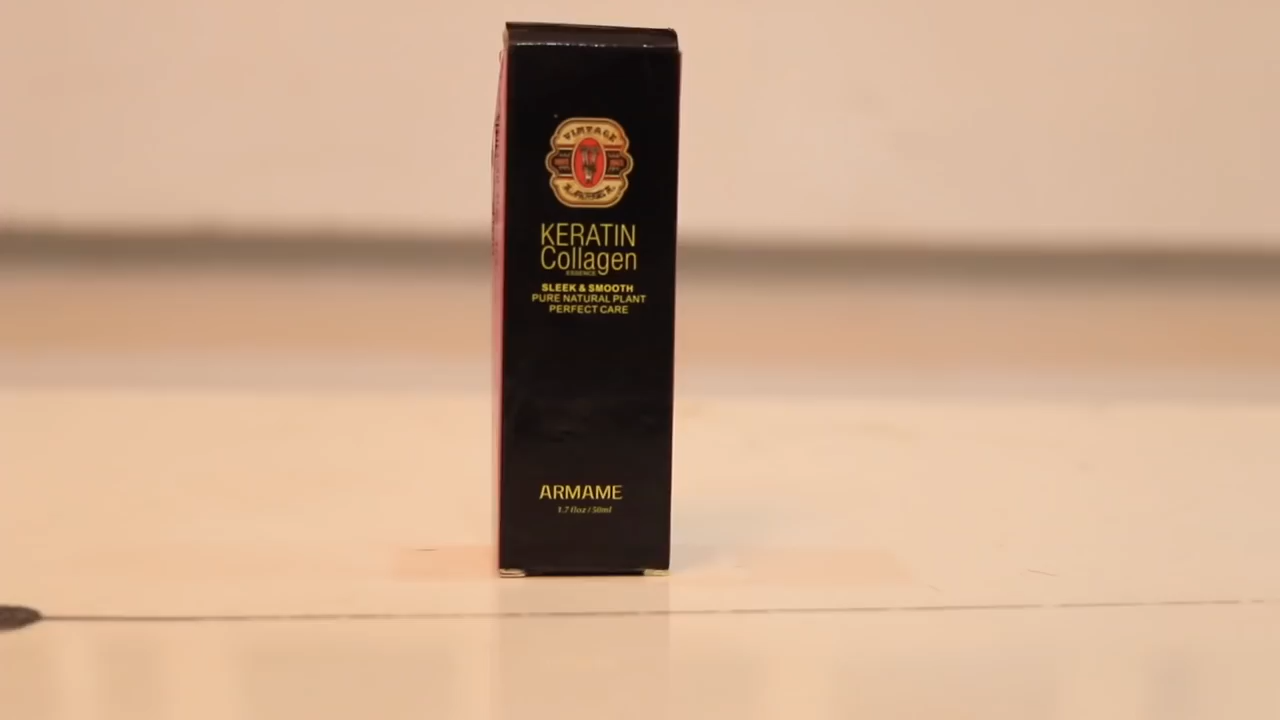 VINTAGE
LABEL
KERATIN
Collagen
ESSENCE
SLEEK & SMOOTH
PURE NATURAL PLANT
PERFECT CARE
ARMAME
1.7 floz / 50ml